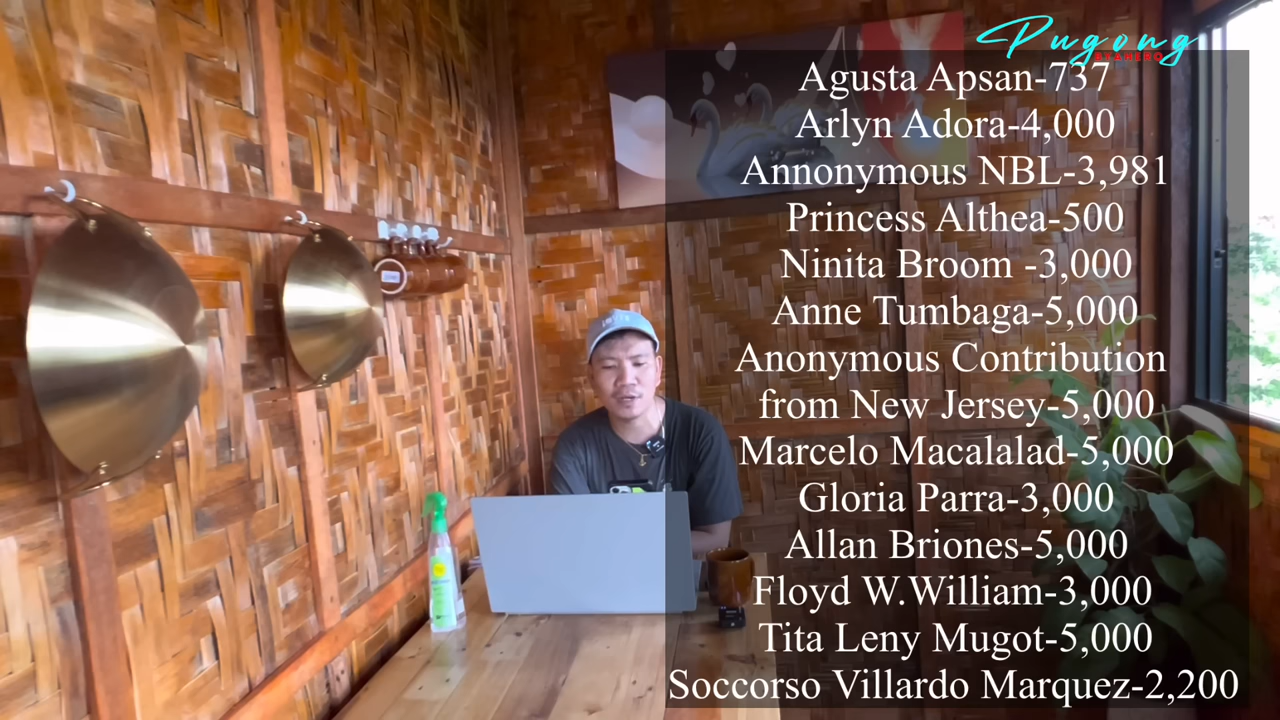 Pugong
BYAHERO
Agusta Apsan-737
Arlyn Adora-4,000
Annonymous NBL-3,981
Princess Althea-500
Ninita Broom -3,000
Anne Tumbaga-5,000
Anonymous Contribution
from New Jersey-5,000
Marcelo Macalalad-5,000
Gloria Parra-3,000
Allan Briones-5,000
Floyd W.William-3,000
Tita Leny Mugot-5,000
Soccorso Villardo Marquez-2,200